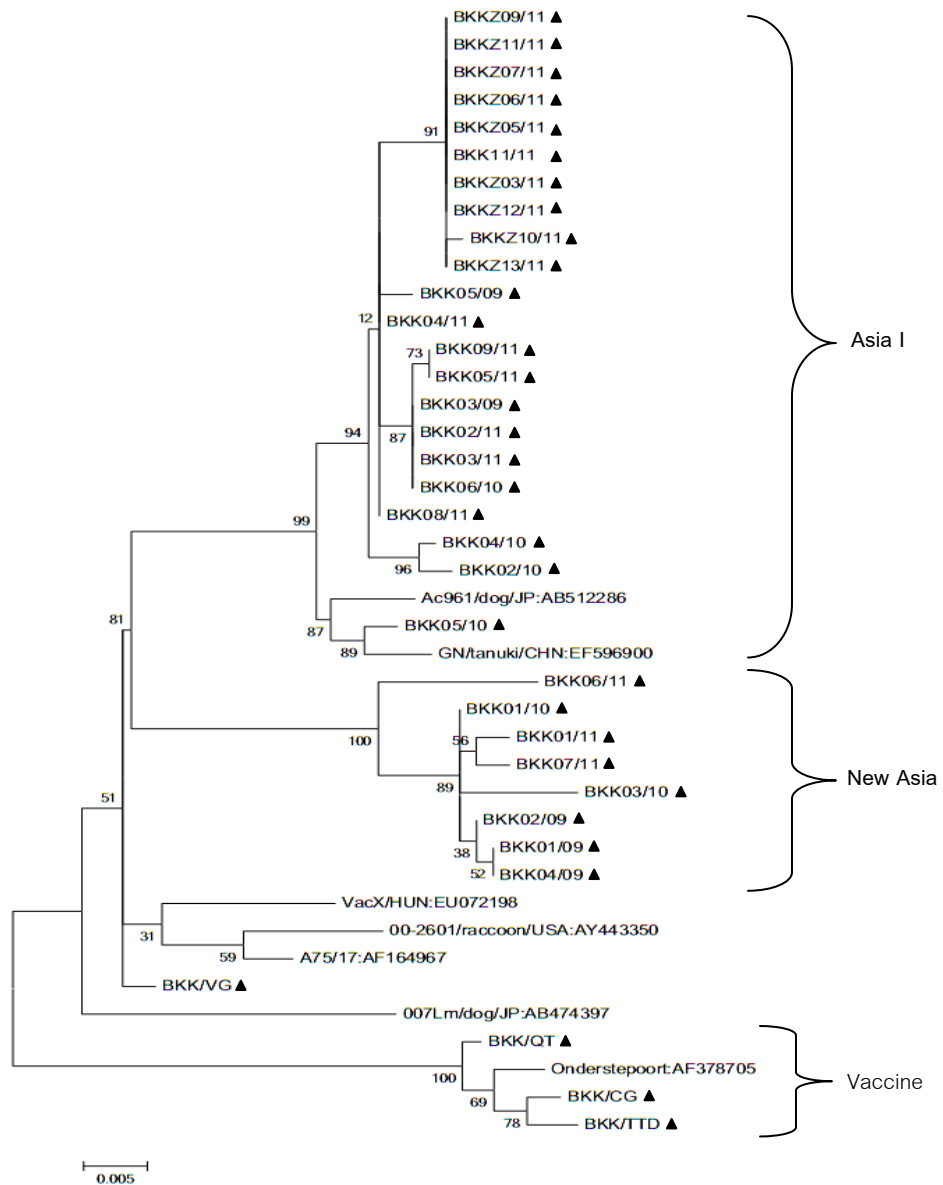 BKKZ09/11 ▲
BKKZ11/11 ▲
BKKZ07/11 ▲
BKKZ06/11 ▲
BKKZ05/11 ▲
91
BKK11/11 ▲
BKKZ03/11 ▲
BKKZ12/11 ▲
BKKZ10/11 ▲
BKKZ13/11 ▲
BKK05/09 ▲
12
BKK04/11 ▲
Asia I
73
BKK09/11 ▲
BKK05/11 ▲
BKK03/09 ▲
94
87
BKK02/11 ▲
BKK03/11 ▲
BKK06/10 ▲
BKK08/11 ▲
99
BKK04/10 ▲
96
BKK02/10 ▲
Ac961/dog/JP:AB512286
81
87
BKK05/10 ▲
89
GN/tanuki/CHN:EF596900
BKK06/11 ▲
BKK01/10 ▲
100
56
BKK01/11 ▲
BKK07/11 ▲
New Asia
89
BKK03/10 ▲
51
BKK02/09 ▲
38
BKK01/09 ▲
52
BKK04/09 ▲
VacX/HUN:EU072198
31
00-2601/raccoon/USA:AY443350
59
A75/17:AF164967
BKK/VG ▲
007Lm/dog/JP:AB474397
BKK/QT ▲
100
Onderstepoort:AF378705
Vaccine
69
BKK/CG ▲
78
BKK/TTD ▲
0.005